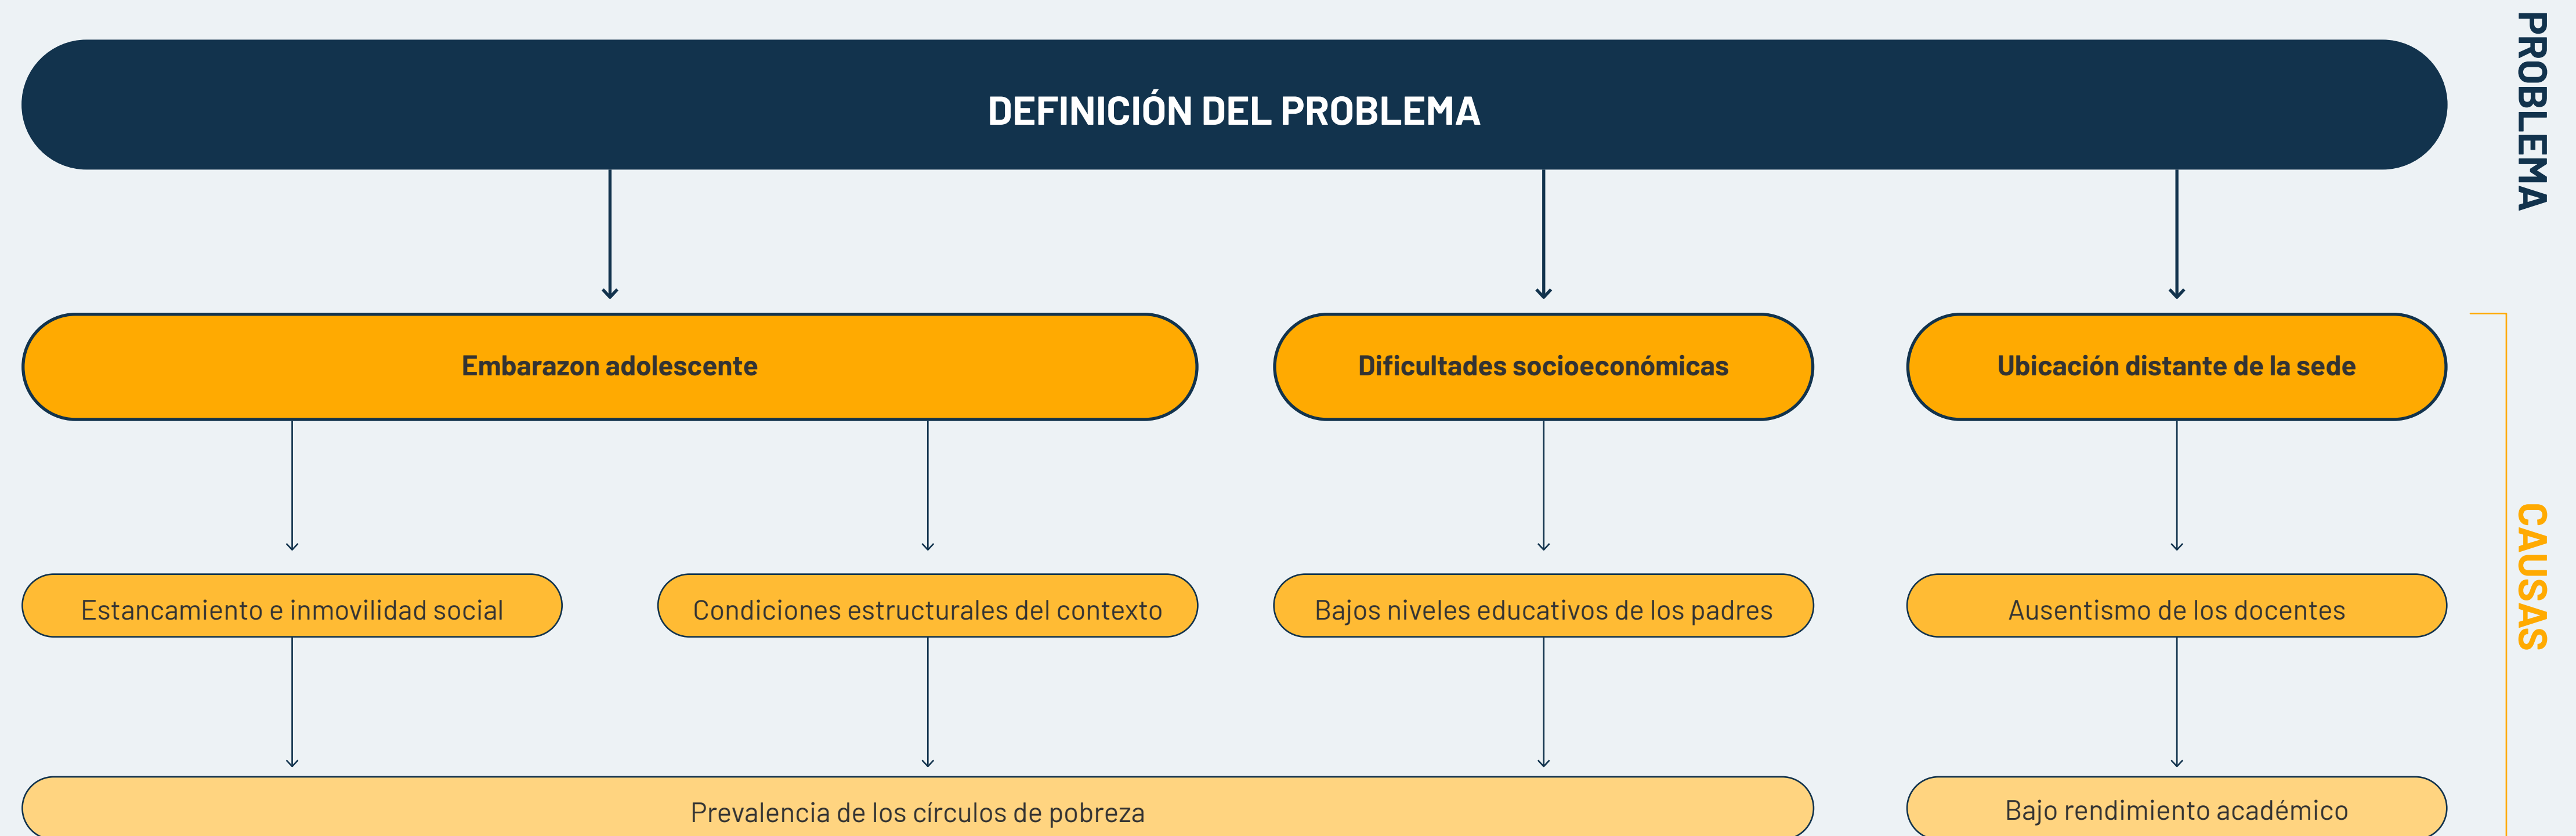 PROBLEMA
DEFINICIÓN DEL PROBLEMA
Embarazon adolescente
Dificultades socioeconómicas
Ubicación distante de la sede
CAUSAS
Estancamiento e inmovilidad social
Condiciones estructurales del contexto
Bajos niveles educativos de los padres
Ausentismo de los docentes
Prevalencia de los círculos de pobreza
Bajo rendimiento académico